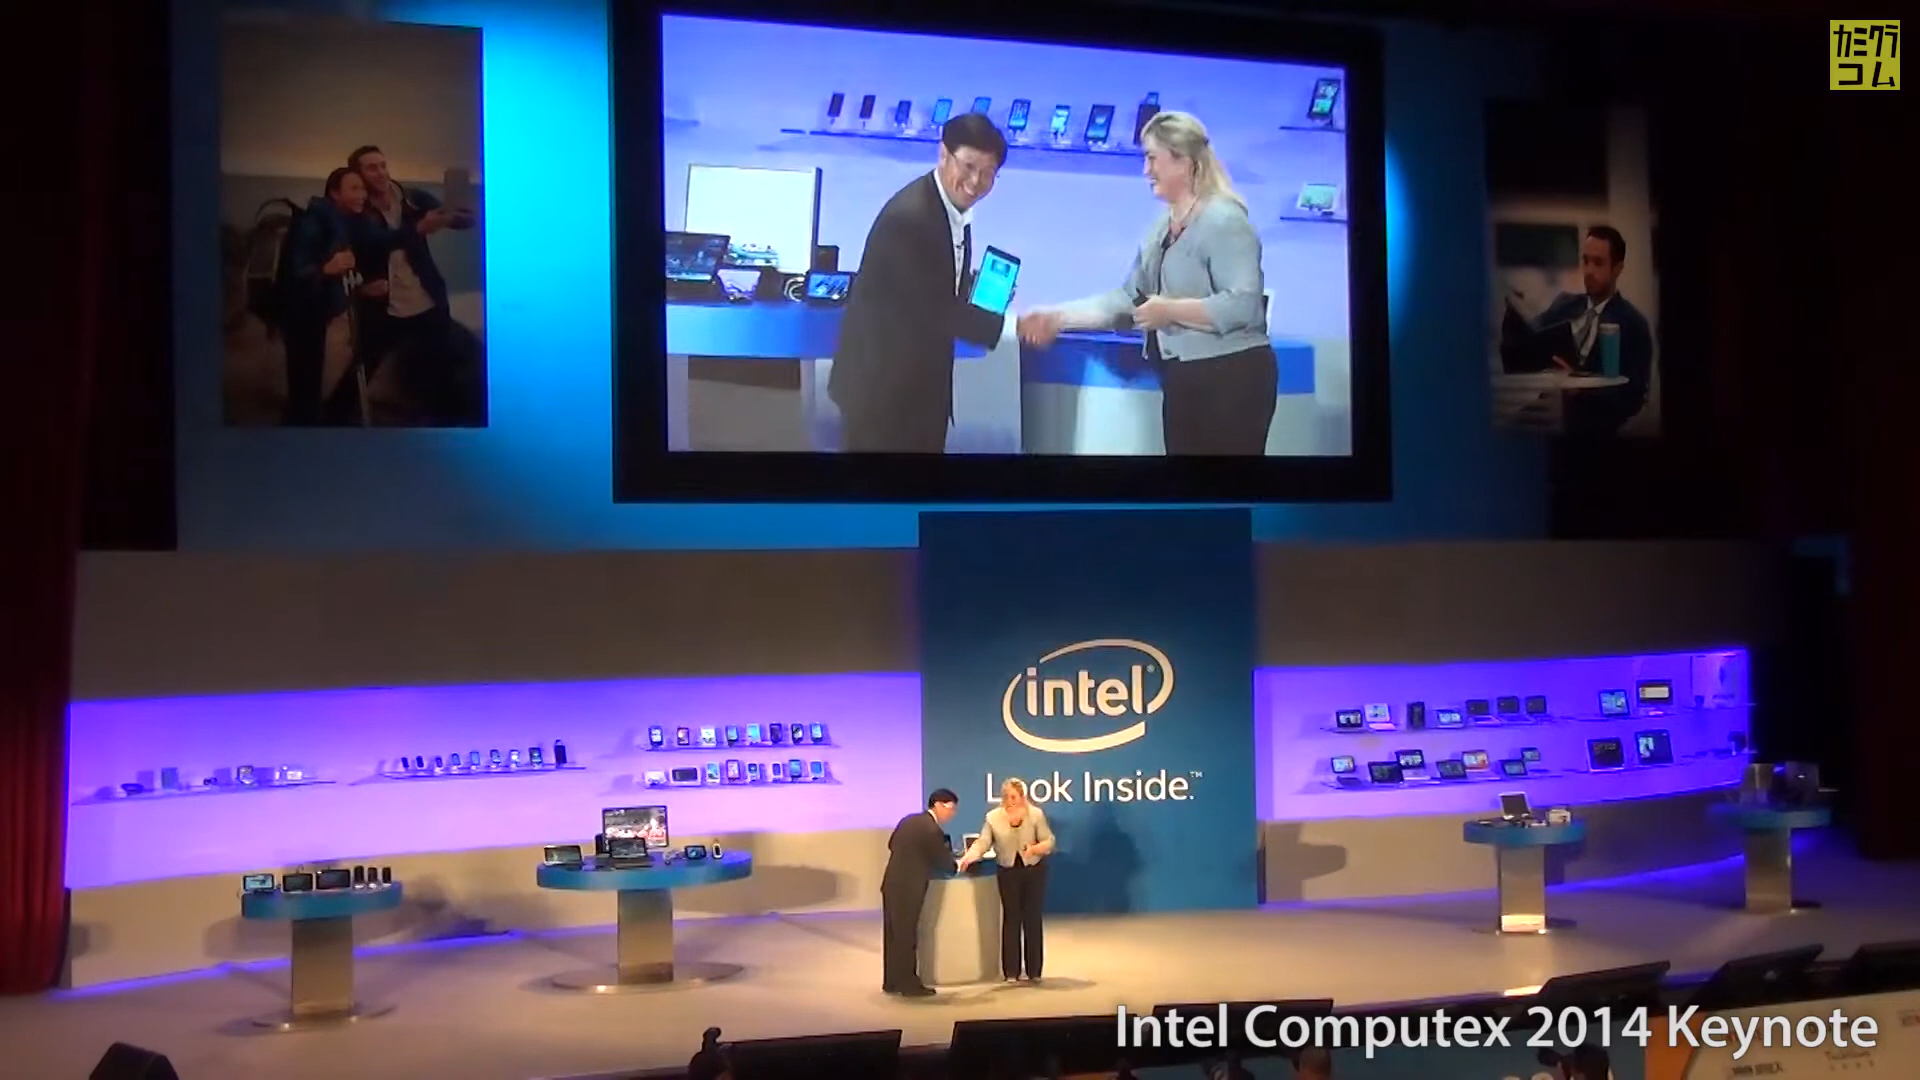 カミクラ
コム
intel®
Look Inside.™
Intel Computex 2014 Keynote